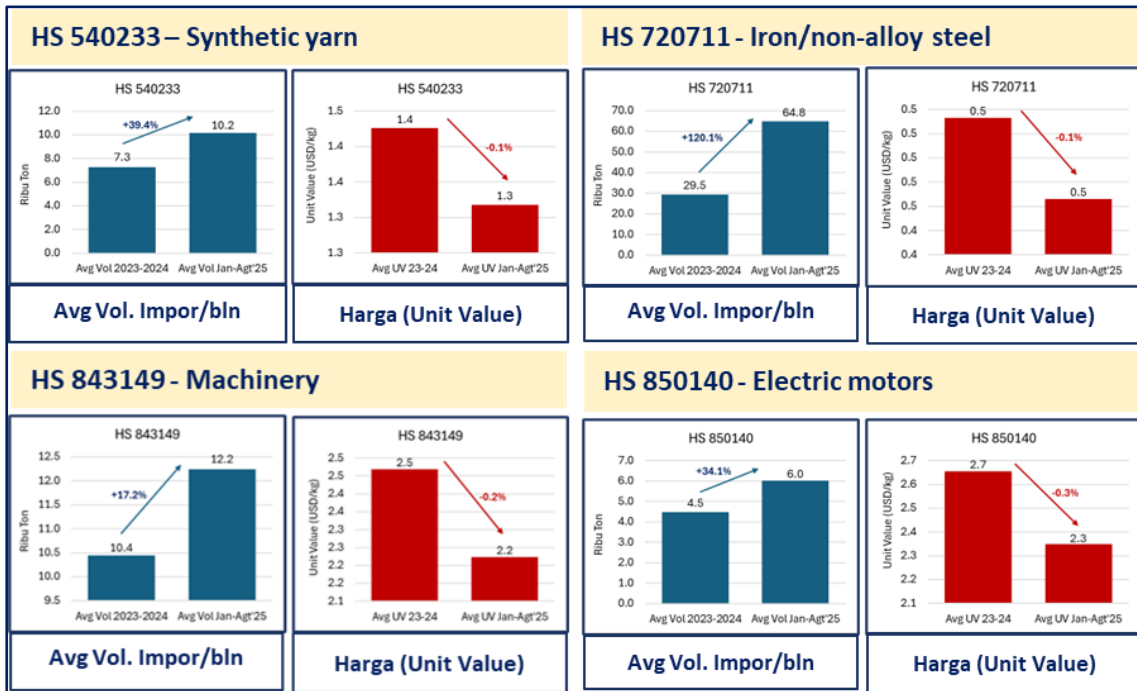 HS 540233 – Synthetic yarn
HS 540233
12.0
10.0
8.0
6.0
4.0
2.0
0.0
Ribu Ton
+39.4%
7.3
10.2
Avg Vol 2023-2024
Avg Vol Jan-Agt'25
Avg Vol. Impor/bln
HS 540233
1.5
1.4
1.4
1.3
1.3
Unit Value (USD/kg)
1.4
-0.1%
1.3
Avg UV 23-24
Avg UV Jan-Agt'25
Harga (Unit Value)
HS 720711 - Iron/non-alloy steel
HS 720711
70.0
60.0
50.0
40.0
30.0
20.0
10.0
0.0
Ribu Ton
+120.1%
29.5
64.8
Avg Vol 2023-2024
Avg Vol Jan-Agt'25
Avg Vol. Impor/bln
HS 720711
0.5
0.5
0.5
0.5
0.5
0.4
0.4
Unit Value (USD/kg)
0.5
-0.1%
0.5
Avg UV 23-24
Avg UV Jan-Agt'25
Harga (Unit Value)
HS 843149 - Machinery
HS 843149
12.5
12.0
11.5
11.0
10.5
10.0
9.5
Ribu Ton
+17.2%
10.4
12.2
Avg Vol 2023-2024
Avg Vol Jan-Agt'25
Avg Vol. Impor/bln
HS 843149
2.5
2.5
2.4
2.4
2.3
2.3
2.2
2.2
2.1
Unit Value (USD/kg)
2.5
-0.2%
2.2
Avg UV 23-24
Avg UV Jan-Agt'25
Harga (Unit Value)
HS 850140 - Electric motors
HS 850140
7.0
6.0
5.0
4.0
3.0
2.0
1.0
0.0
Ribu Ton
+34.1%
4.5
6.0
Avg Vol 2023-2024
Avg Vol Jan-Agt'25
Avg Vol. Impor/bln
HS 850140
2.7
2.6
2.4
2.3
2.2
2.1
Unit Value (USD/kg)
2.7
-0.3%
2.3
Avg UV 23-24
Avg UV Jan-Agt'25
Harga (Unit Value)